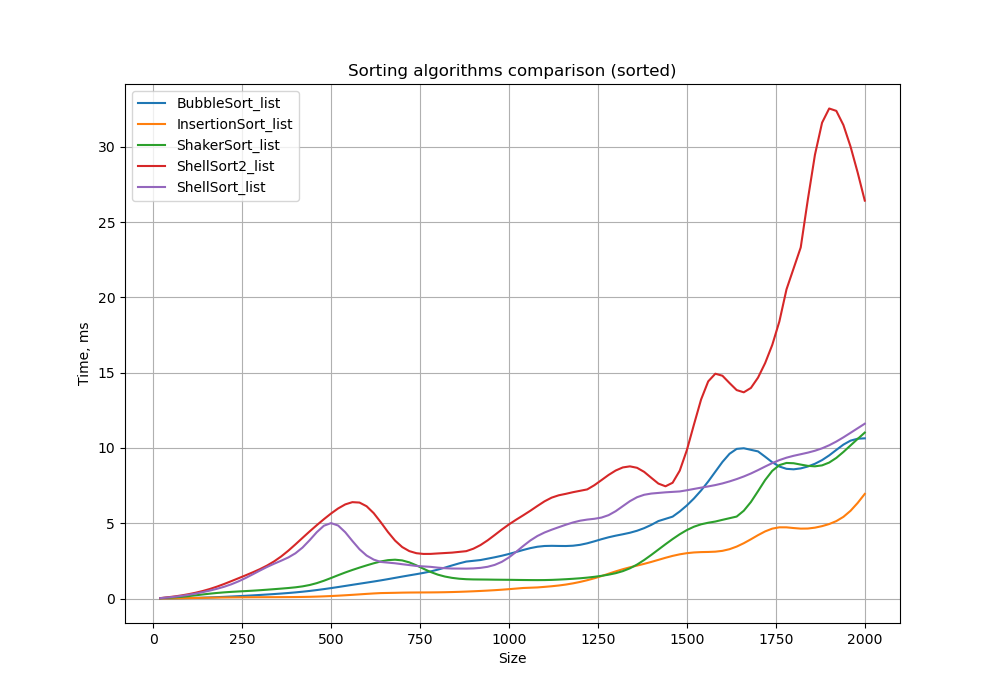 Sorting algorithms comparison (sorted)
BubbleSort_list
InsertionSort_list
ShakerSort_list
ShellSort2_list
ShellSort_list
Time, ms
30
25
20
15
10
5
0
0 250 500 750 1000 1250 1500 1750 2000
Size